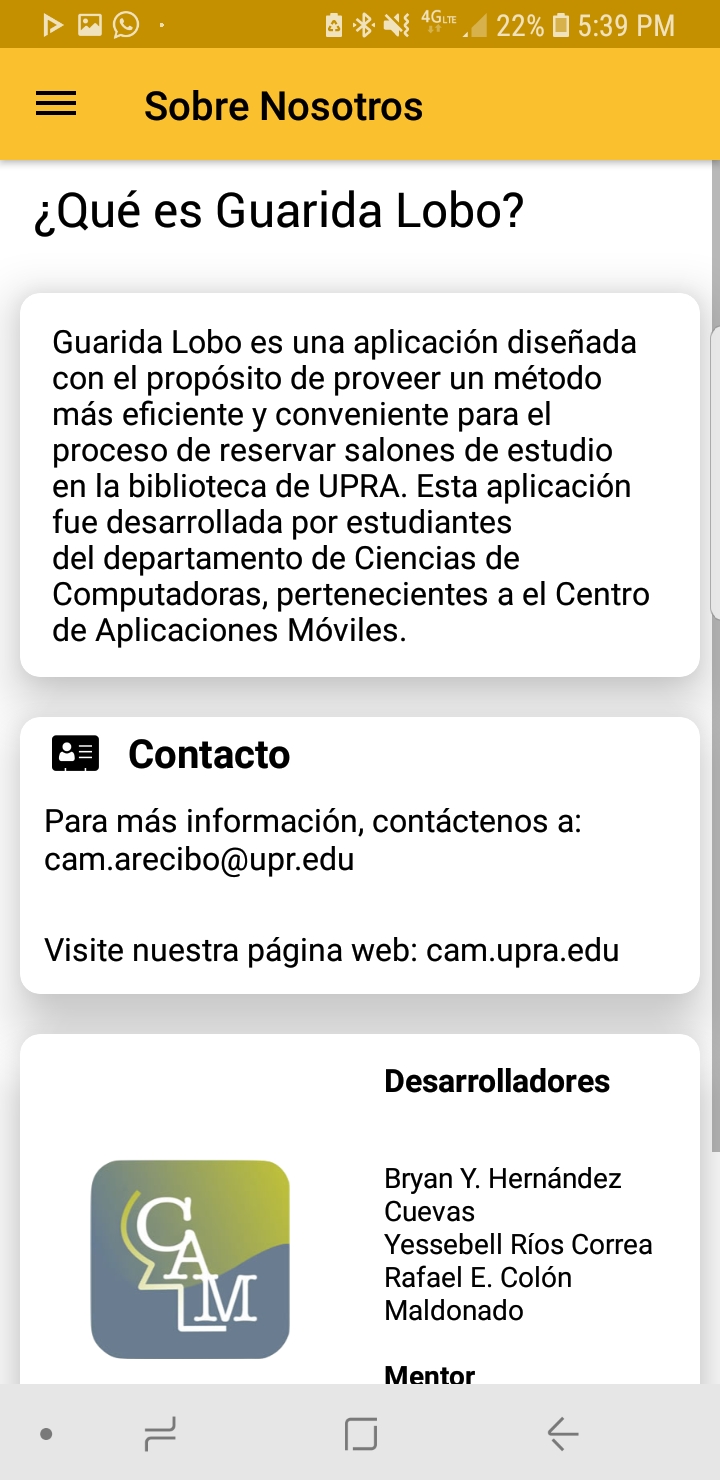 4G LTE 22% 5:39 PM
Sobre Nosotros
¿Qué es Guarida Lobo?
Guarida Lobo es una aplicación diseñada
con el propósito de proveer un método
más eficiente y conveniente para el
proceso de reservar salones de estudio
en la biblioteca de UPRA. Esta aplicación
fue desarrollada por estudiantes
del departamento de Ciencias de
Computadoras, pertenecientes a el Centro
de Aplicaciones Móviles.
Contacto
Para más información, contáctenos a:
cam.arecibo@upr.edu
Visite nuestra página web: cam.upra.edu
CAM
Desarrolladores
Bryan Y. Hernández
Cuevas
Yessebell Ríos Correa
Rafael E. Colón
Maldonado
Mentor